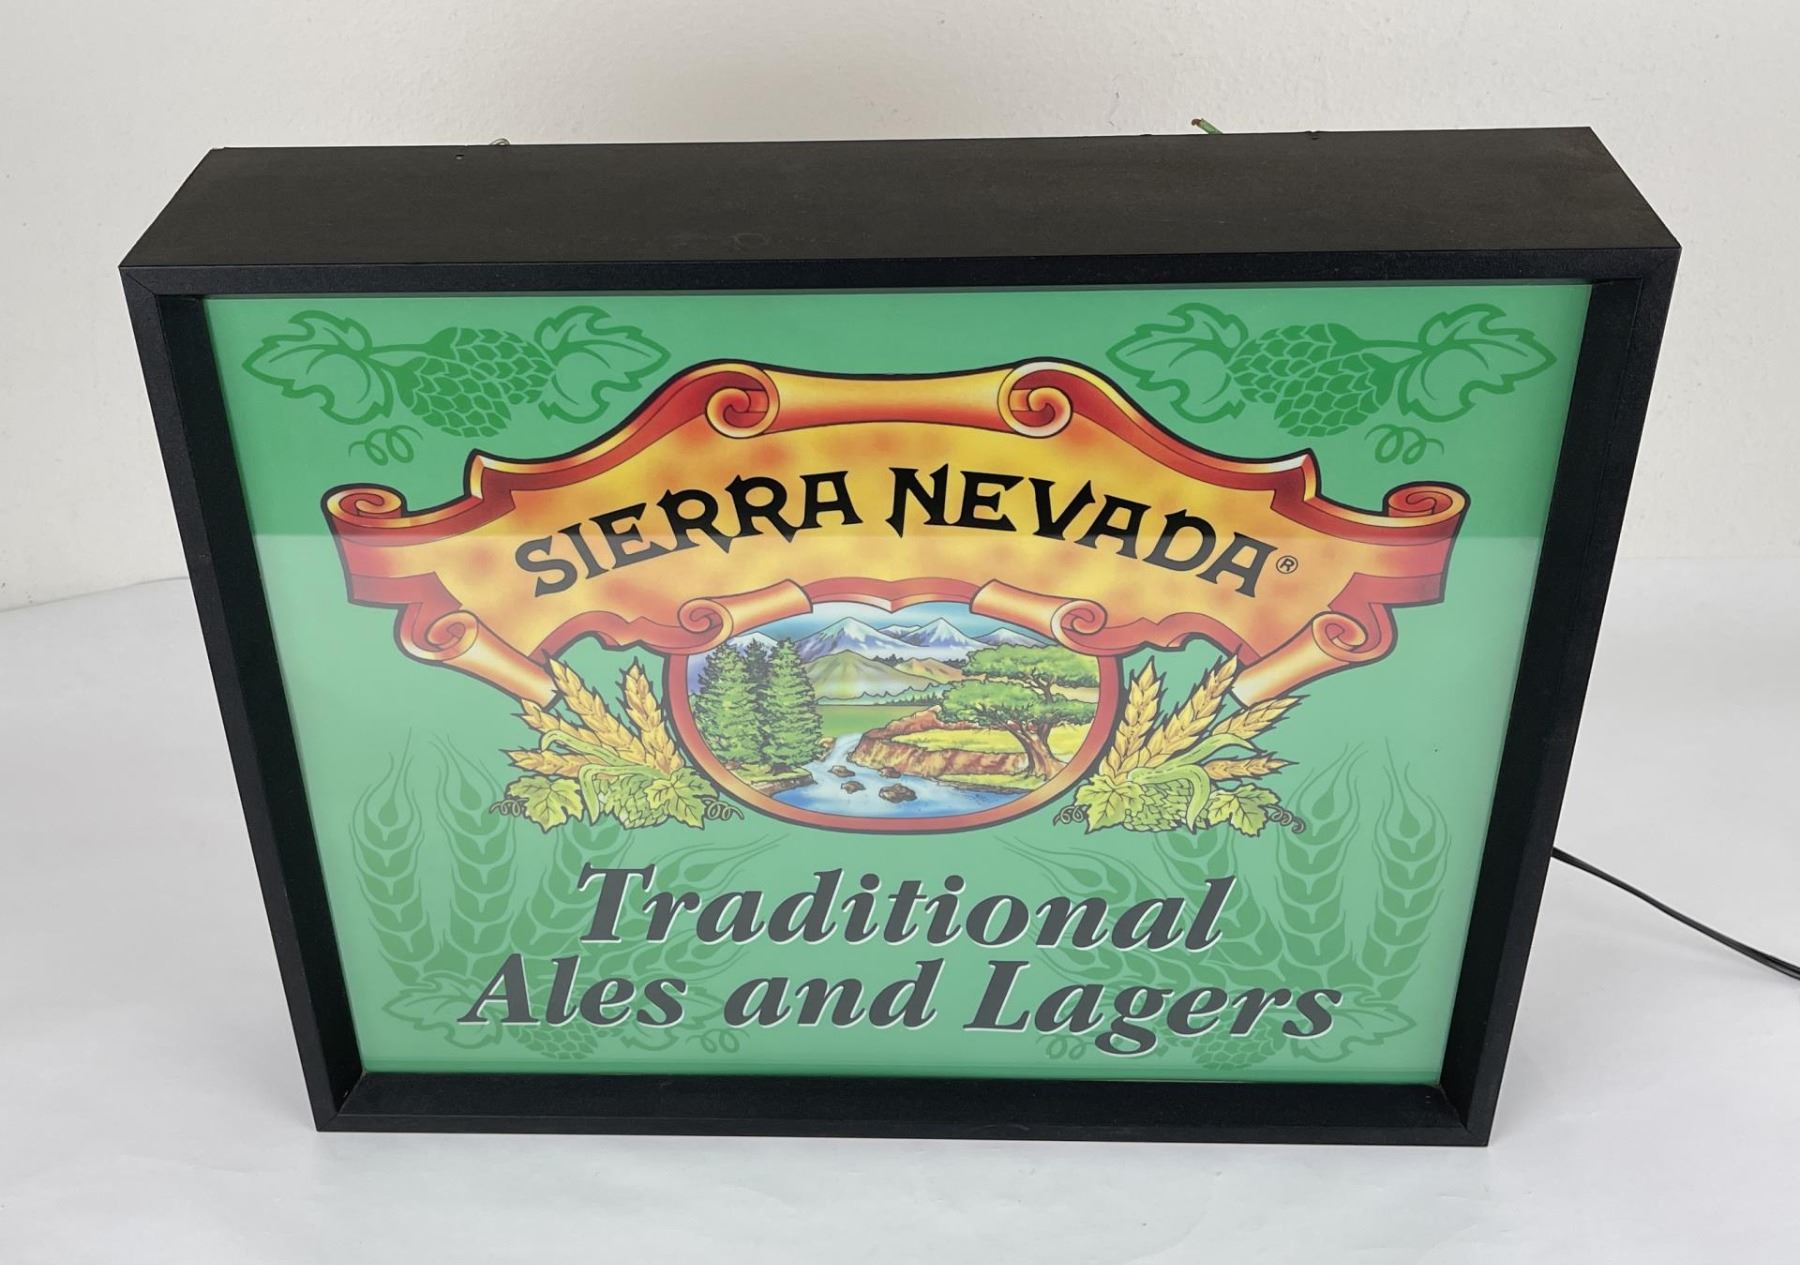 SIERRA NEVADA®
Traditional
Ales and Lagers